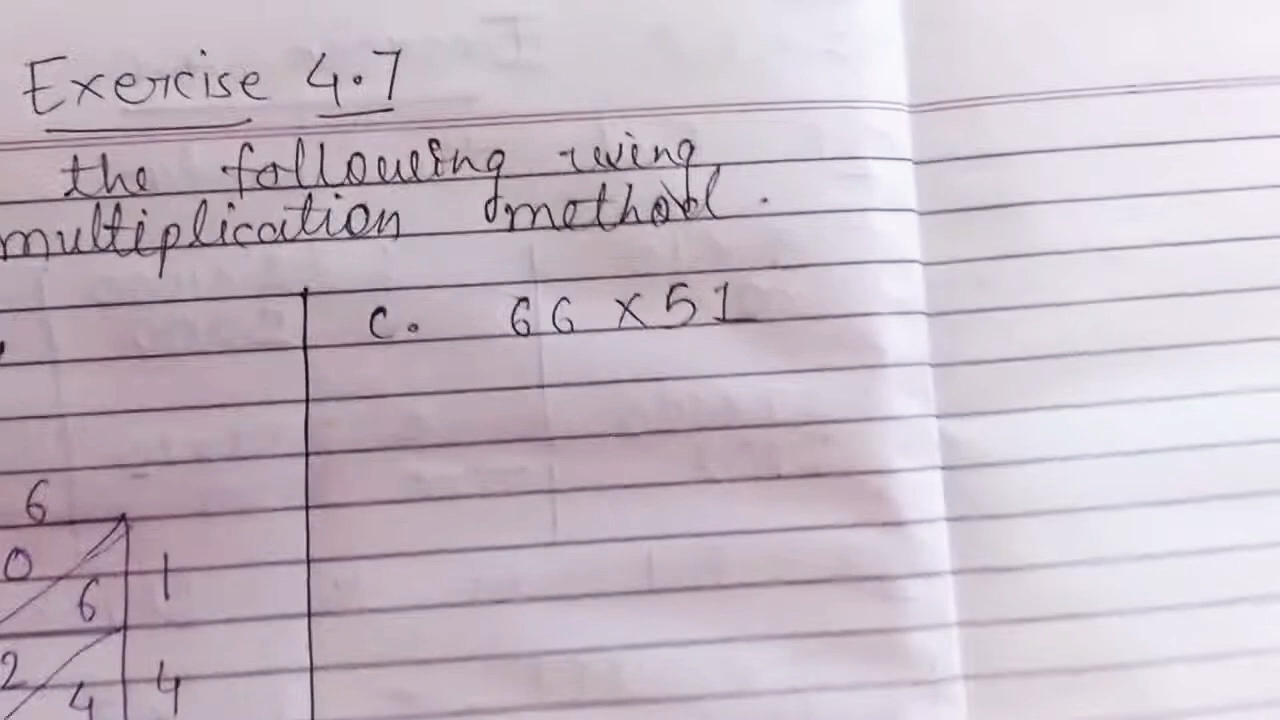 Exercise 4.7
the following using
multiplication method.
c. 66 × 51
6
0
6 1
2
4 4